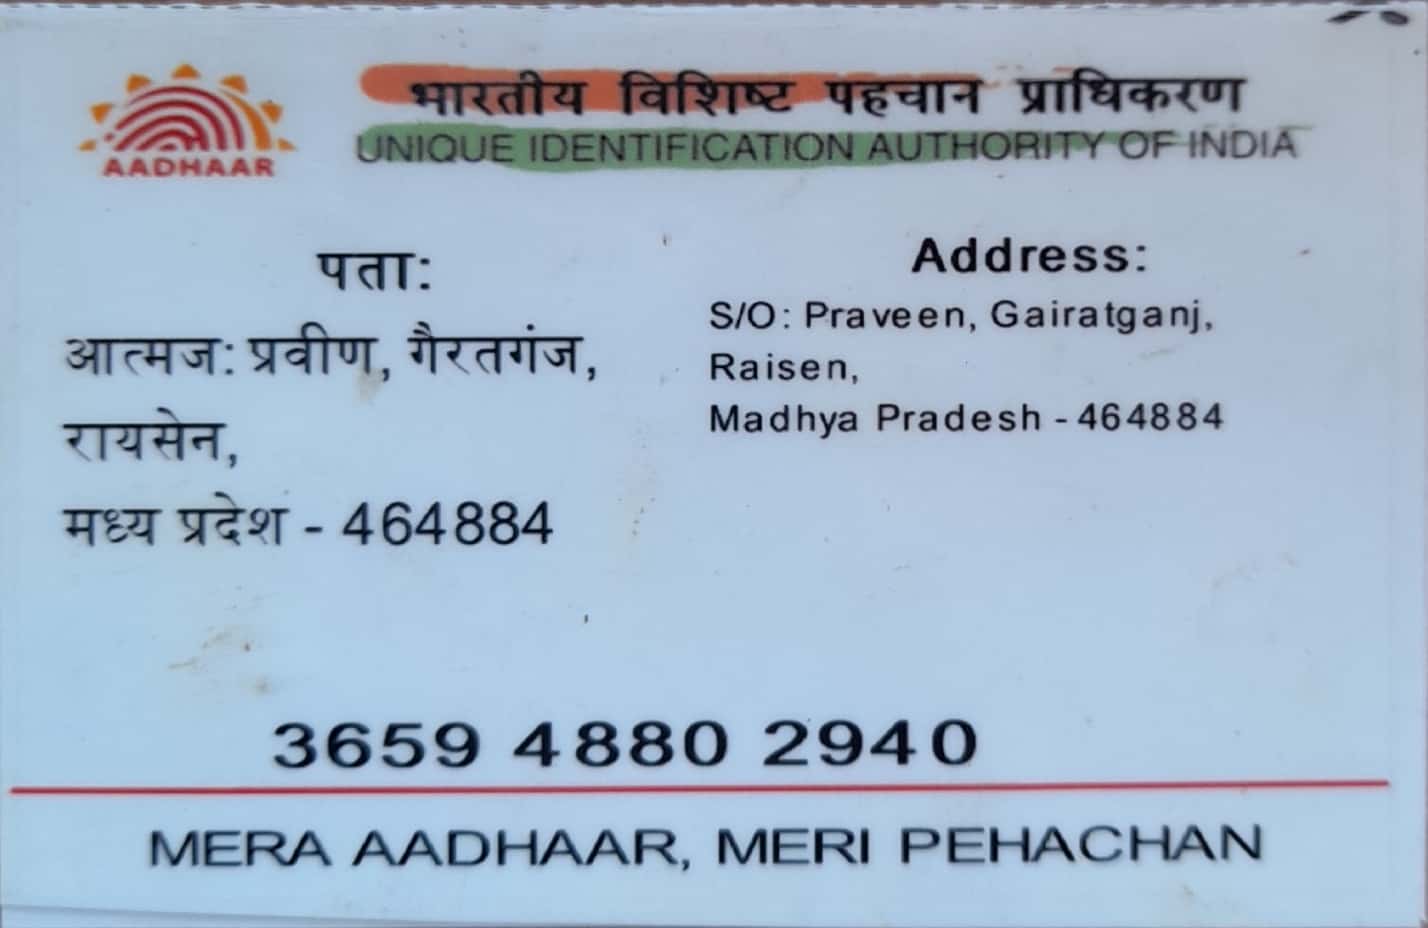 भारतीय विशिष्ट पहचान प्राधिकरण
UNIQUE IDENTIFICATION AUTHORITY OF INDIA
AADHAAR
पता:
आत्मज: प्रवीण, गैरतगंज,
रायसेन,
मध्य प्रदेश - 464884
Address:
S/O: Praveen, Gairatganj,
Raisen,
Madhya Pradesh - 464884
3659 4880 2940
MERA AADHAAR, MERI PEHACHAN